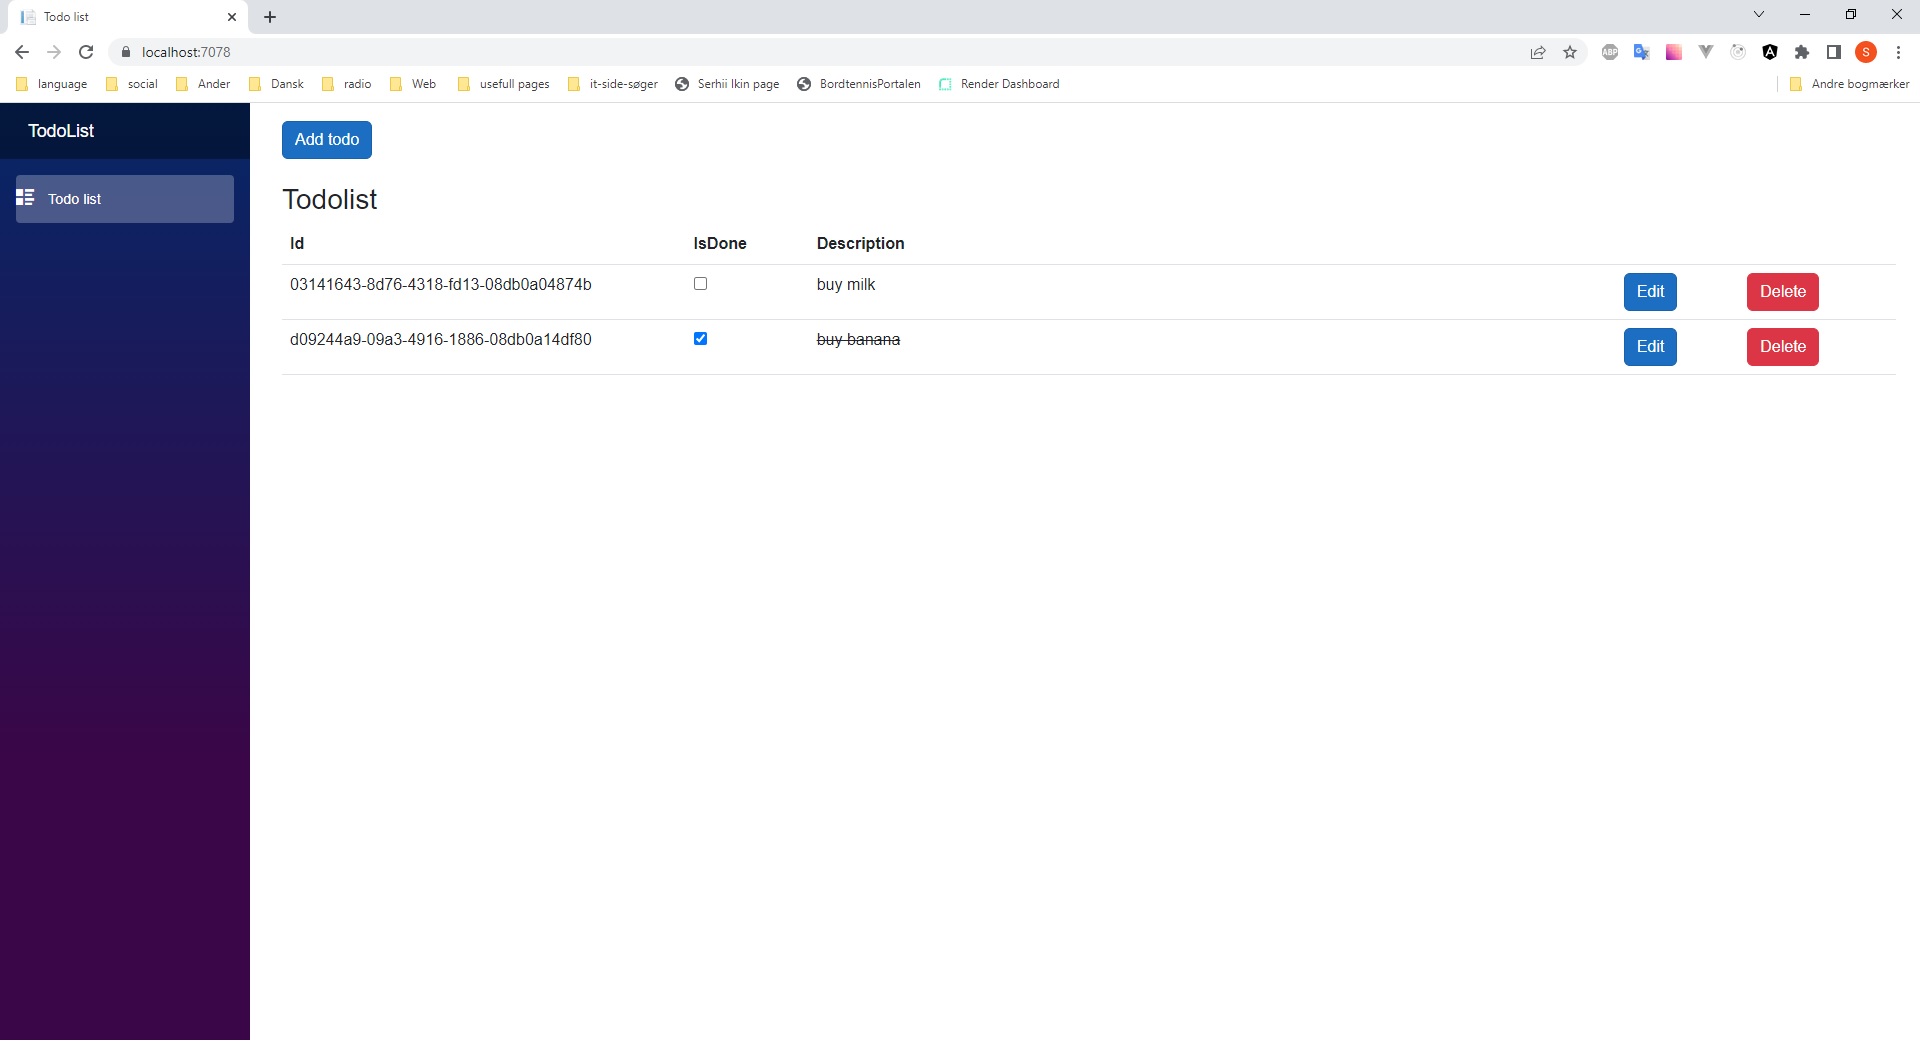 Todo list
localhost:7078
ABP
G
A
S
language social Ander Dansk radio Web usefull pages it-side-søger Serhii Ikin page BordtennisPortalen Render Dashboard Andre bogmærker
TodoList
Todo list
Add todo
Todolist
Id IsDone Description
03141643-8d76-4318-fd13-08db0a04874b buy milk Edit Delete
d09244a9-09a3-4916-1886-08db0a14df80 buy banana Edit Delete